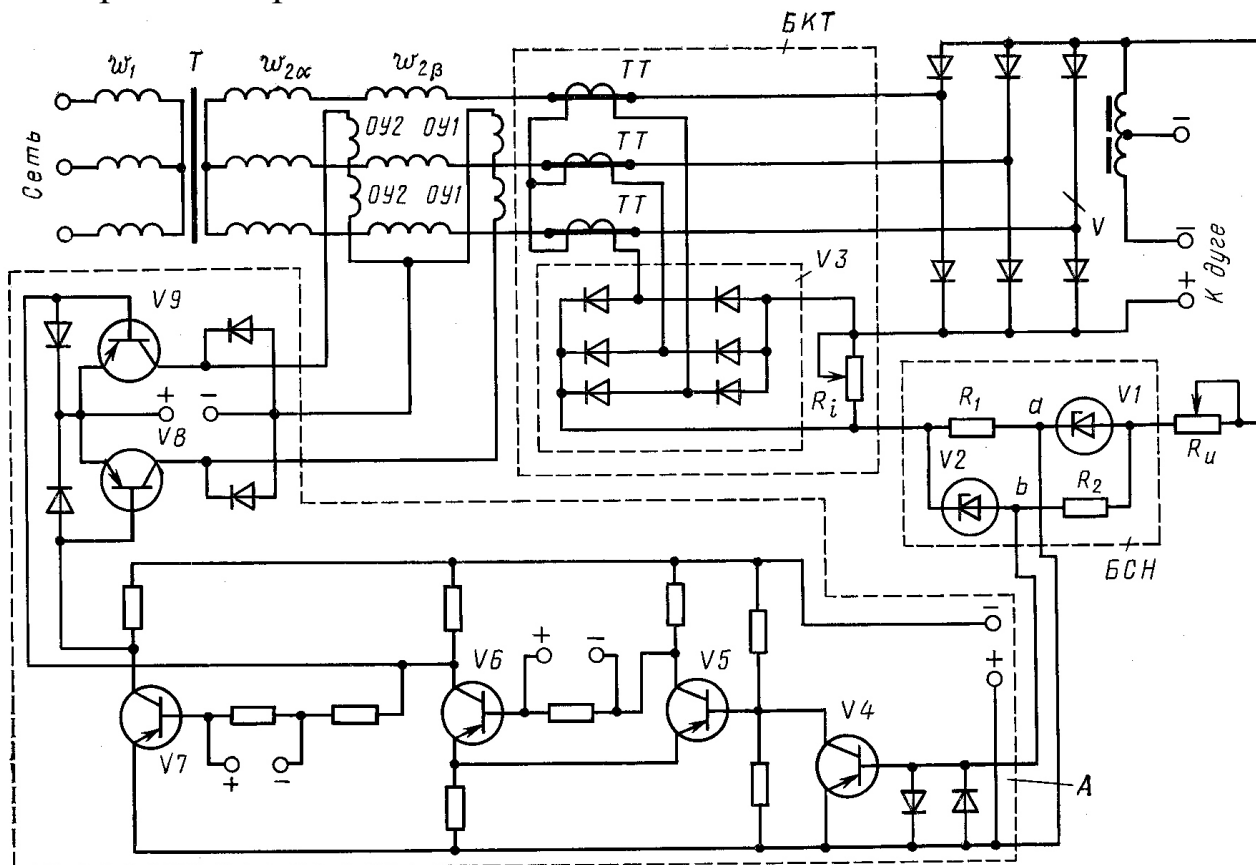 БКТ
w₁ T w₂α w₂β TT
ОУ2 ОУ1
TT
Сеть
ОУ2 ОУ1
TT
V
–
–
+
К дуге
V3
V9
+ –
V8
Rᵢ
R₁ a V1
V2
Rᵤ
b R₂
БСН
–
+ –
V6 V5
+
V4
V7
+ –
A